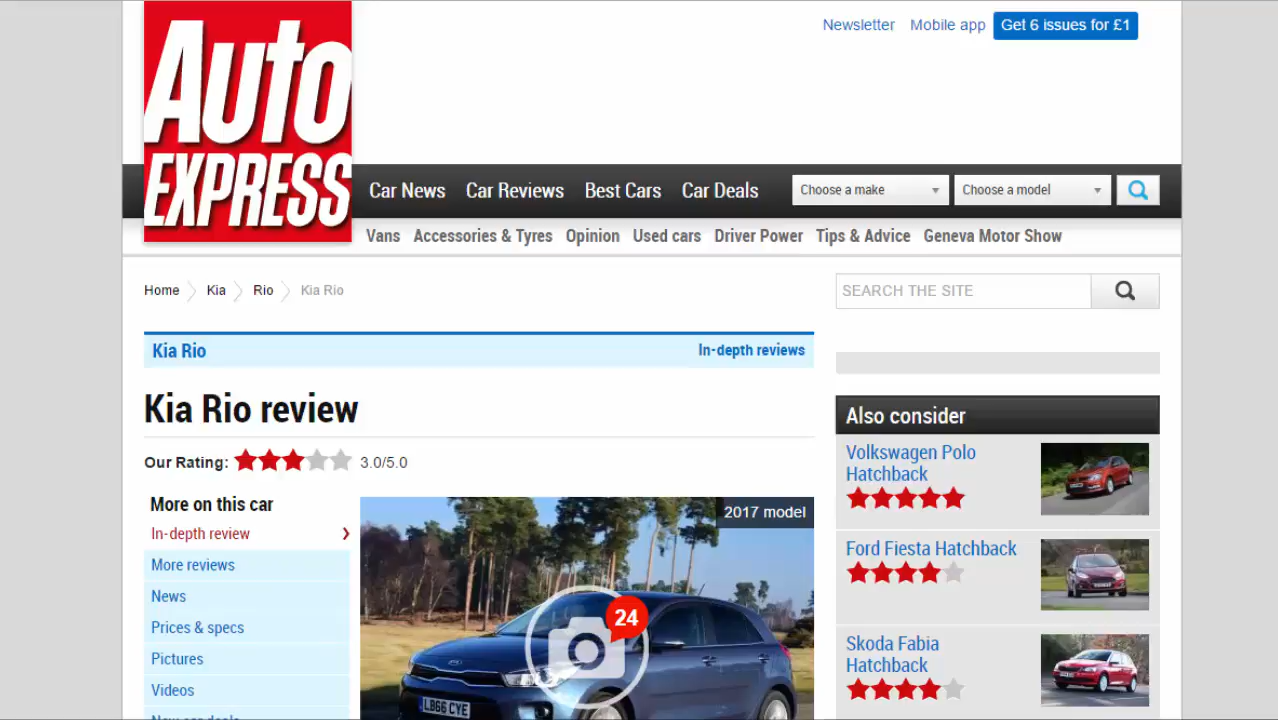 Newsletter Mobile app Get 6 issues for £1
Auto
EXPRESS
Car News Car Reviews Best Cars Car Deals Choose a make Choose a model
Vans Accessories & Tyres Opinion Used cars Driver Power Tips & Advice Geneva Motor Show
Home Kia Rio Kia Rio
SEARCH THE SITE
Kia Rio In-depth reviews
Kia Rio review
Our Rating: 3.0/5.0
More on this car
In-depth review
More reviews
News
Prices & specs
Pictures
Videos
New car deals
2017 model
24
LB66 CYE
Also consider
Volkswagen Polo
Hatchback
Ford Fiesta Hatchback
Skoda Fabia
Hatchback